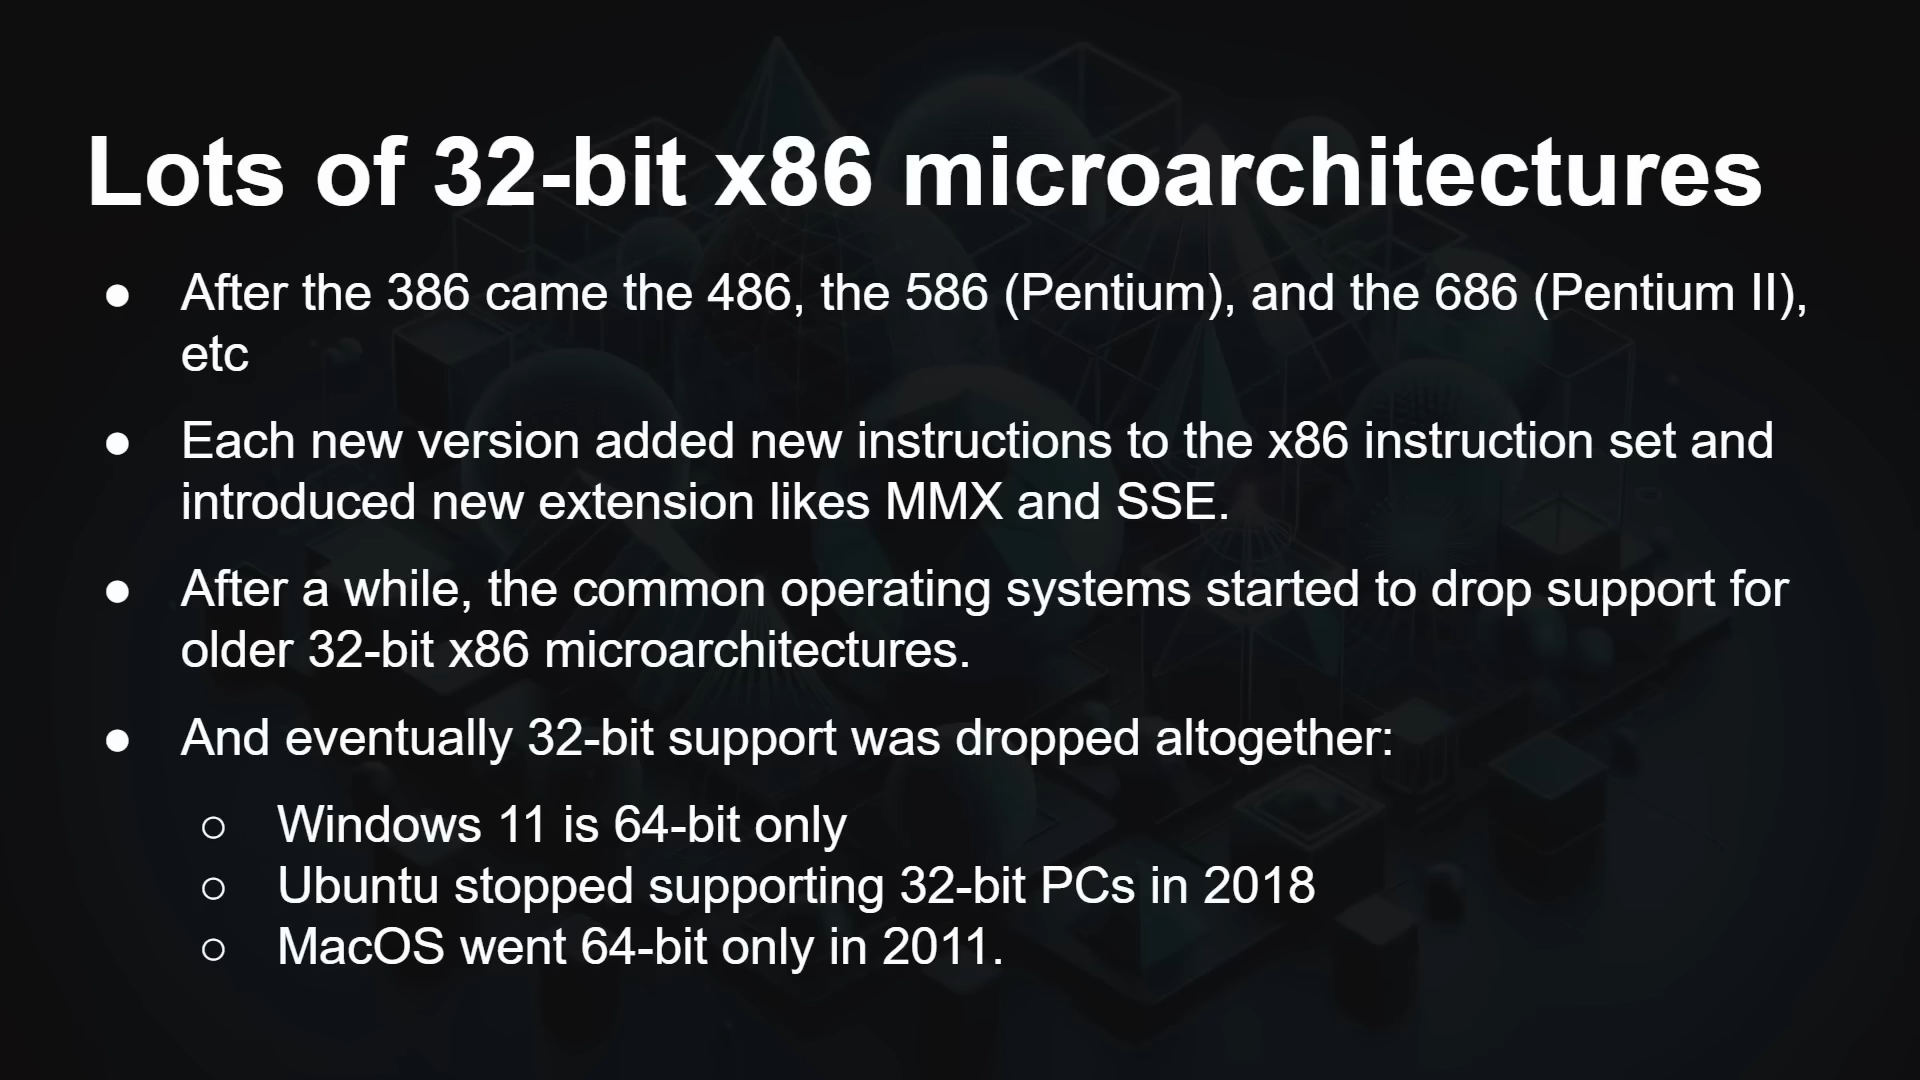 Lots of 32-bit x86 microarchitectures
● After the 386 came the 486, the 586 (Pentium), and the 686 (Pentium II),
etc
● Each new version added new instructions to the x86 instruction set and
introduced new extension likes MMX and SSE.
● After a while, the common operating systems started to drop support for
older 32-bit x86 microarchitectures.
● And eventually 32-bit support was dropped altogether:
○ Windows 11 is 64-bit only
○ Ubuntu stopped supporting 32-bit PCs in 2018
○ MacOS went 64-bit only in 2011.